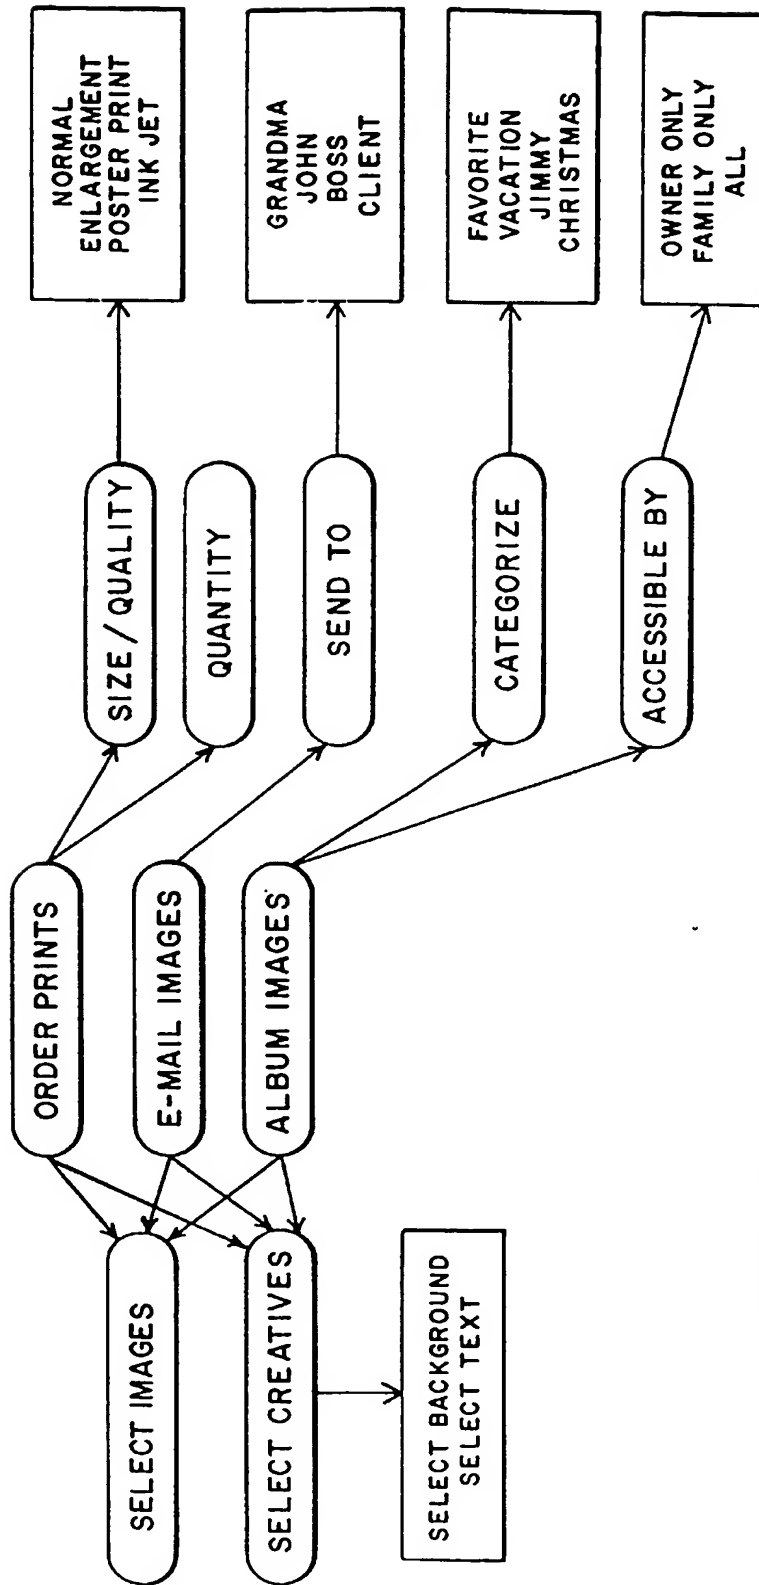 ORDER PRINTS
E-MAIL IMAGES
ALBUM IMAGES
SELECT IMAGES
SELECT CREATIVES
SELECT BACKGROUND
SELECT TEXT
SIZE / QUALITY
QUANTITY
SEND TO
CATEGORIZE
ACCESSIBLE BY
NORMAL
ENLARGEMENT
POSTER PRINT
INK JET
GRANDMA
JOHN
BOSS
CLIENT
FAVORITE
VACATION
JIMMY
CHRISTMAS
OWNER ONLY
FAMILY ONLY
ALL